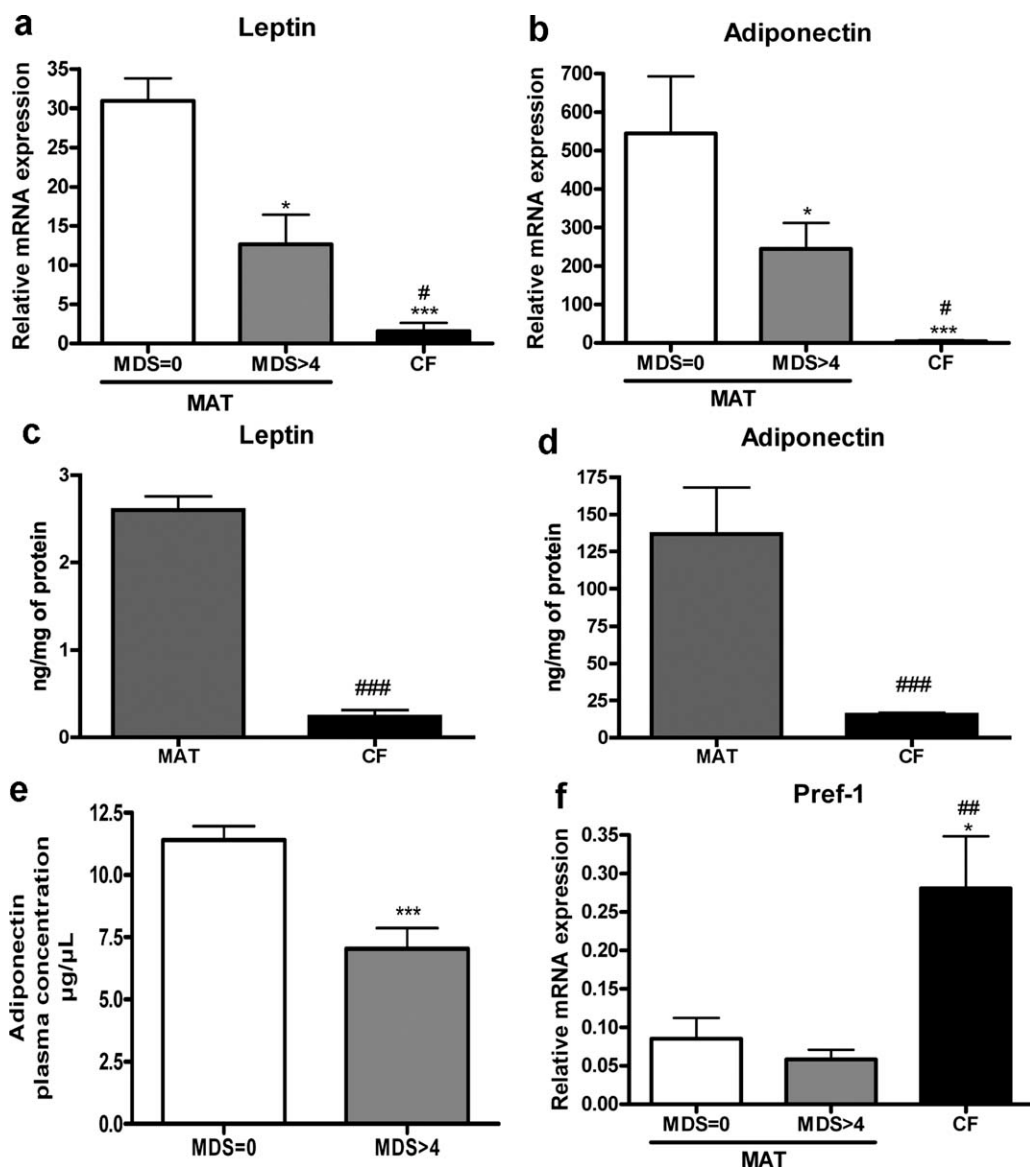 a
Leptin
Relative mRNA expression
35
30
25
20
15
10
5
0
*
#
***
MDS=0 MDS>4 CF
MAT
b
Adiponectin
Relative mRNA expression
700
600
500
400
300
200
100
0
*
#
***
MDS=0 MDS>4 CF
MAT
c
Leptin
ng/mg of protein
3
2
1
0
###
MAT CF
d
Adiponectin
ng/mg of protein
175
150
125
100
75
50
25
0
###
MAT CF
e
Adiponectin
plasma concentration
µg/µL
12.5
10.0
7.5
5.0
2.5
0.0
***
MDS=0 MDS>4
f
Pref-1
Relative mRNA expression
0.35
0.30
0.25
0.20
0.15
0.10
0.05
0.00
##
*
MDS=0 MDS>4 CF
MAT